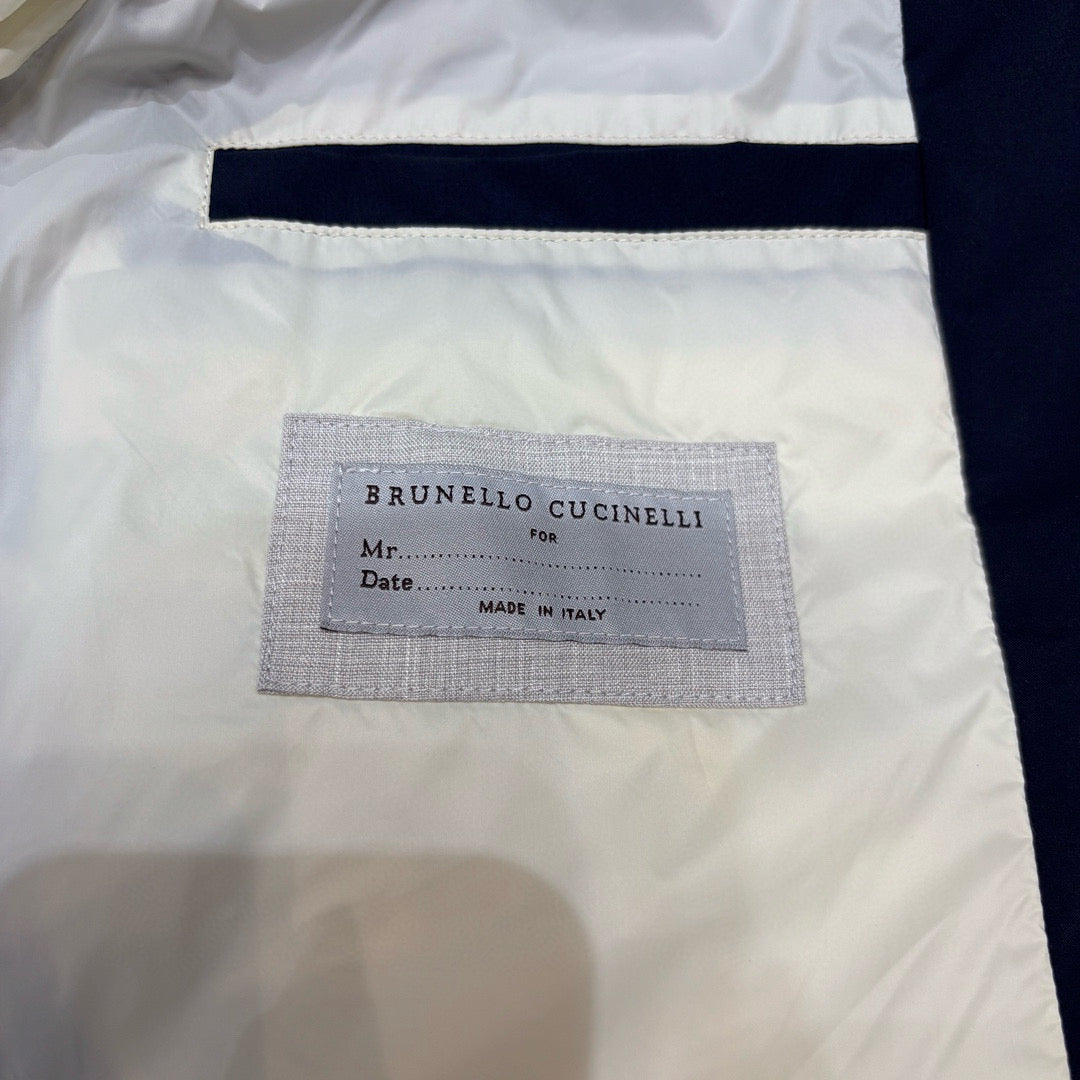 BRUNELLO CUCINELLI
FOR
Mr..............................................
Date..........................................
MADE IN ITALY